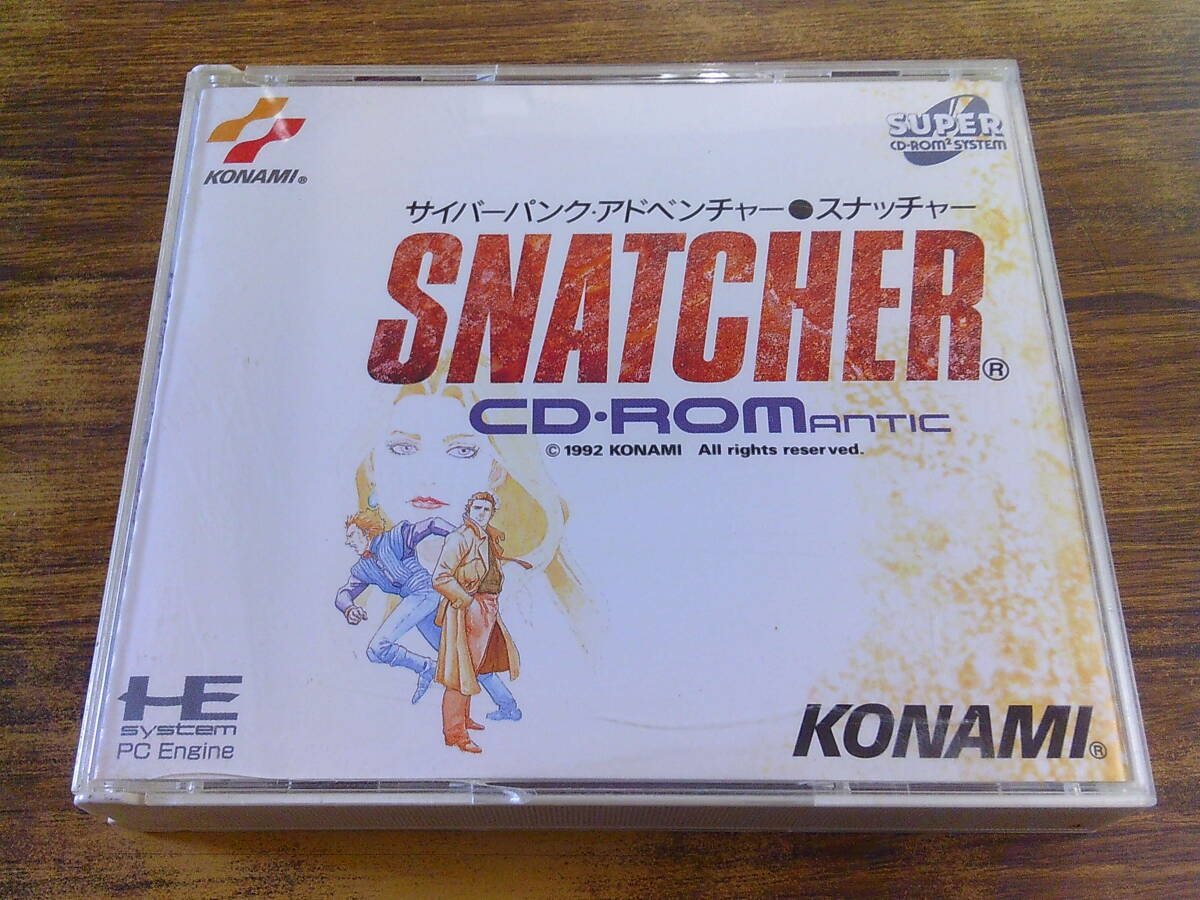 KONAMI®
SUPER
CD-ROM² SYSTEM
サイバーパンク・アドベンチャー●スナッチャー
SNATCHER®
CD・ROMANTIC
© 1992 KONAMI All rights reserved.
HE
system
PC Engine
KONAMI®